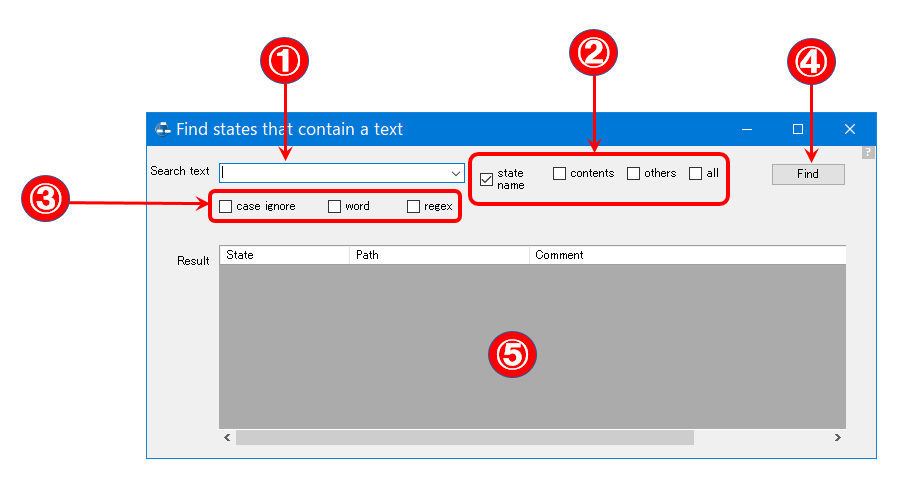 ① ② ④
Find states that contain a text
?
Search text
state name
contents
others
all
Find
③
case ignore
word
regex
Result
State
Path
Comment
⑤